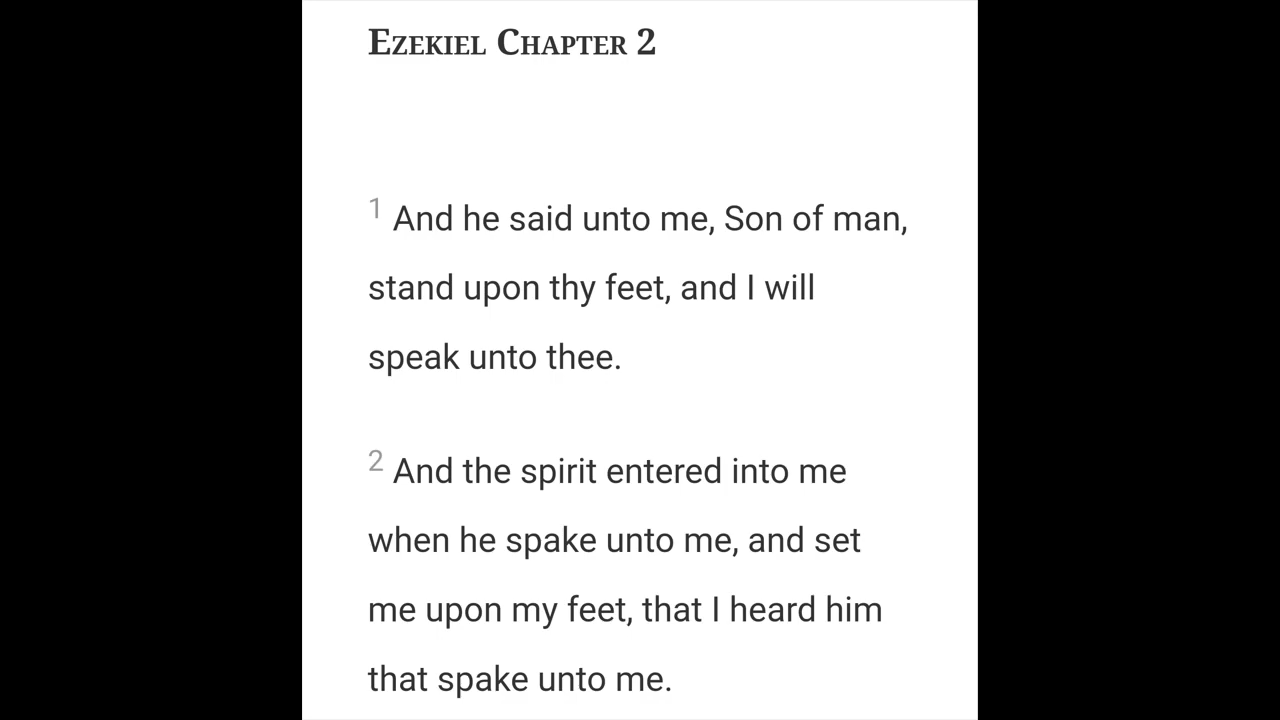 Ezekiel Chapter 2
1 And he said unto me, Son of man,
stand upon thy feet, and I will
speak unto thee.
2 And the spirit entered into me
when he spake unto me, and set
me upon my feet, that I heard him
that spake unto me.